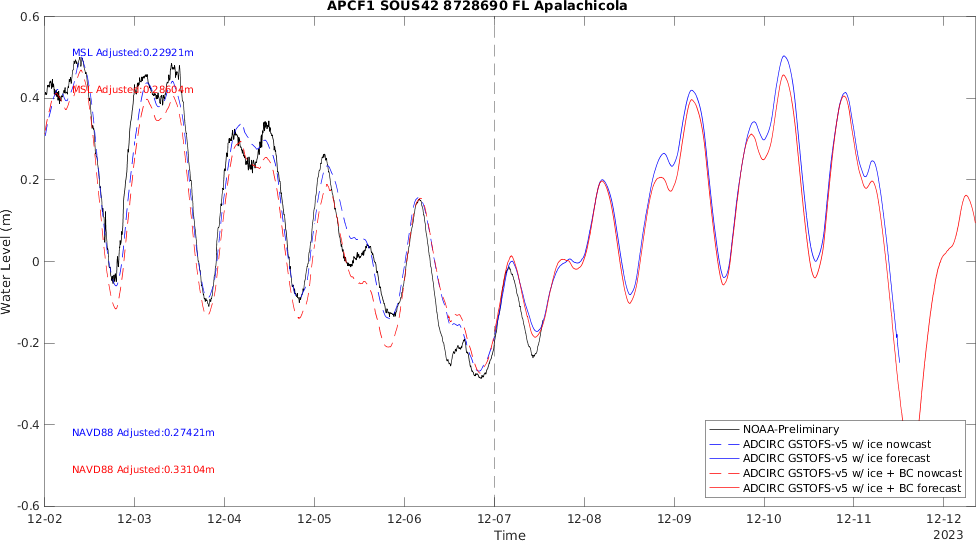 APCF1 SOUS42 8728690 FL Apalachicola
0.6
0.4
0.2
0
-0.2
-0.4
-0.6
Water Level (m)
MSL Adjusted:0.22921m
MSL Adjusted:0.28604m
NAVD88 Adjusted:0.27421m
NAVD88 Adjusted:0.33104m
NOAA-Preliminary
ADCIRC GSTOFS-v5 w/ ice nowcast
ADCIRC GSTOFS-v5 w/ ice forecast
ADCIRC GSTOFS-v5 w/ ice + BC nowcast
ADCIRC GSTOFS-v5 w/ ice + BC forecast
12-02 12-03 12-04 12-05 12-06 12-07 12-08 12-09 12-10 12-11 12-12
2023
Time